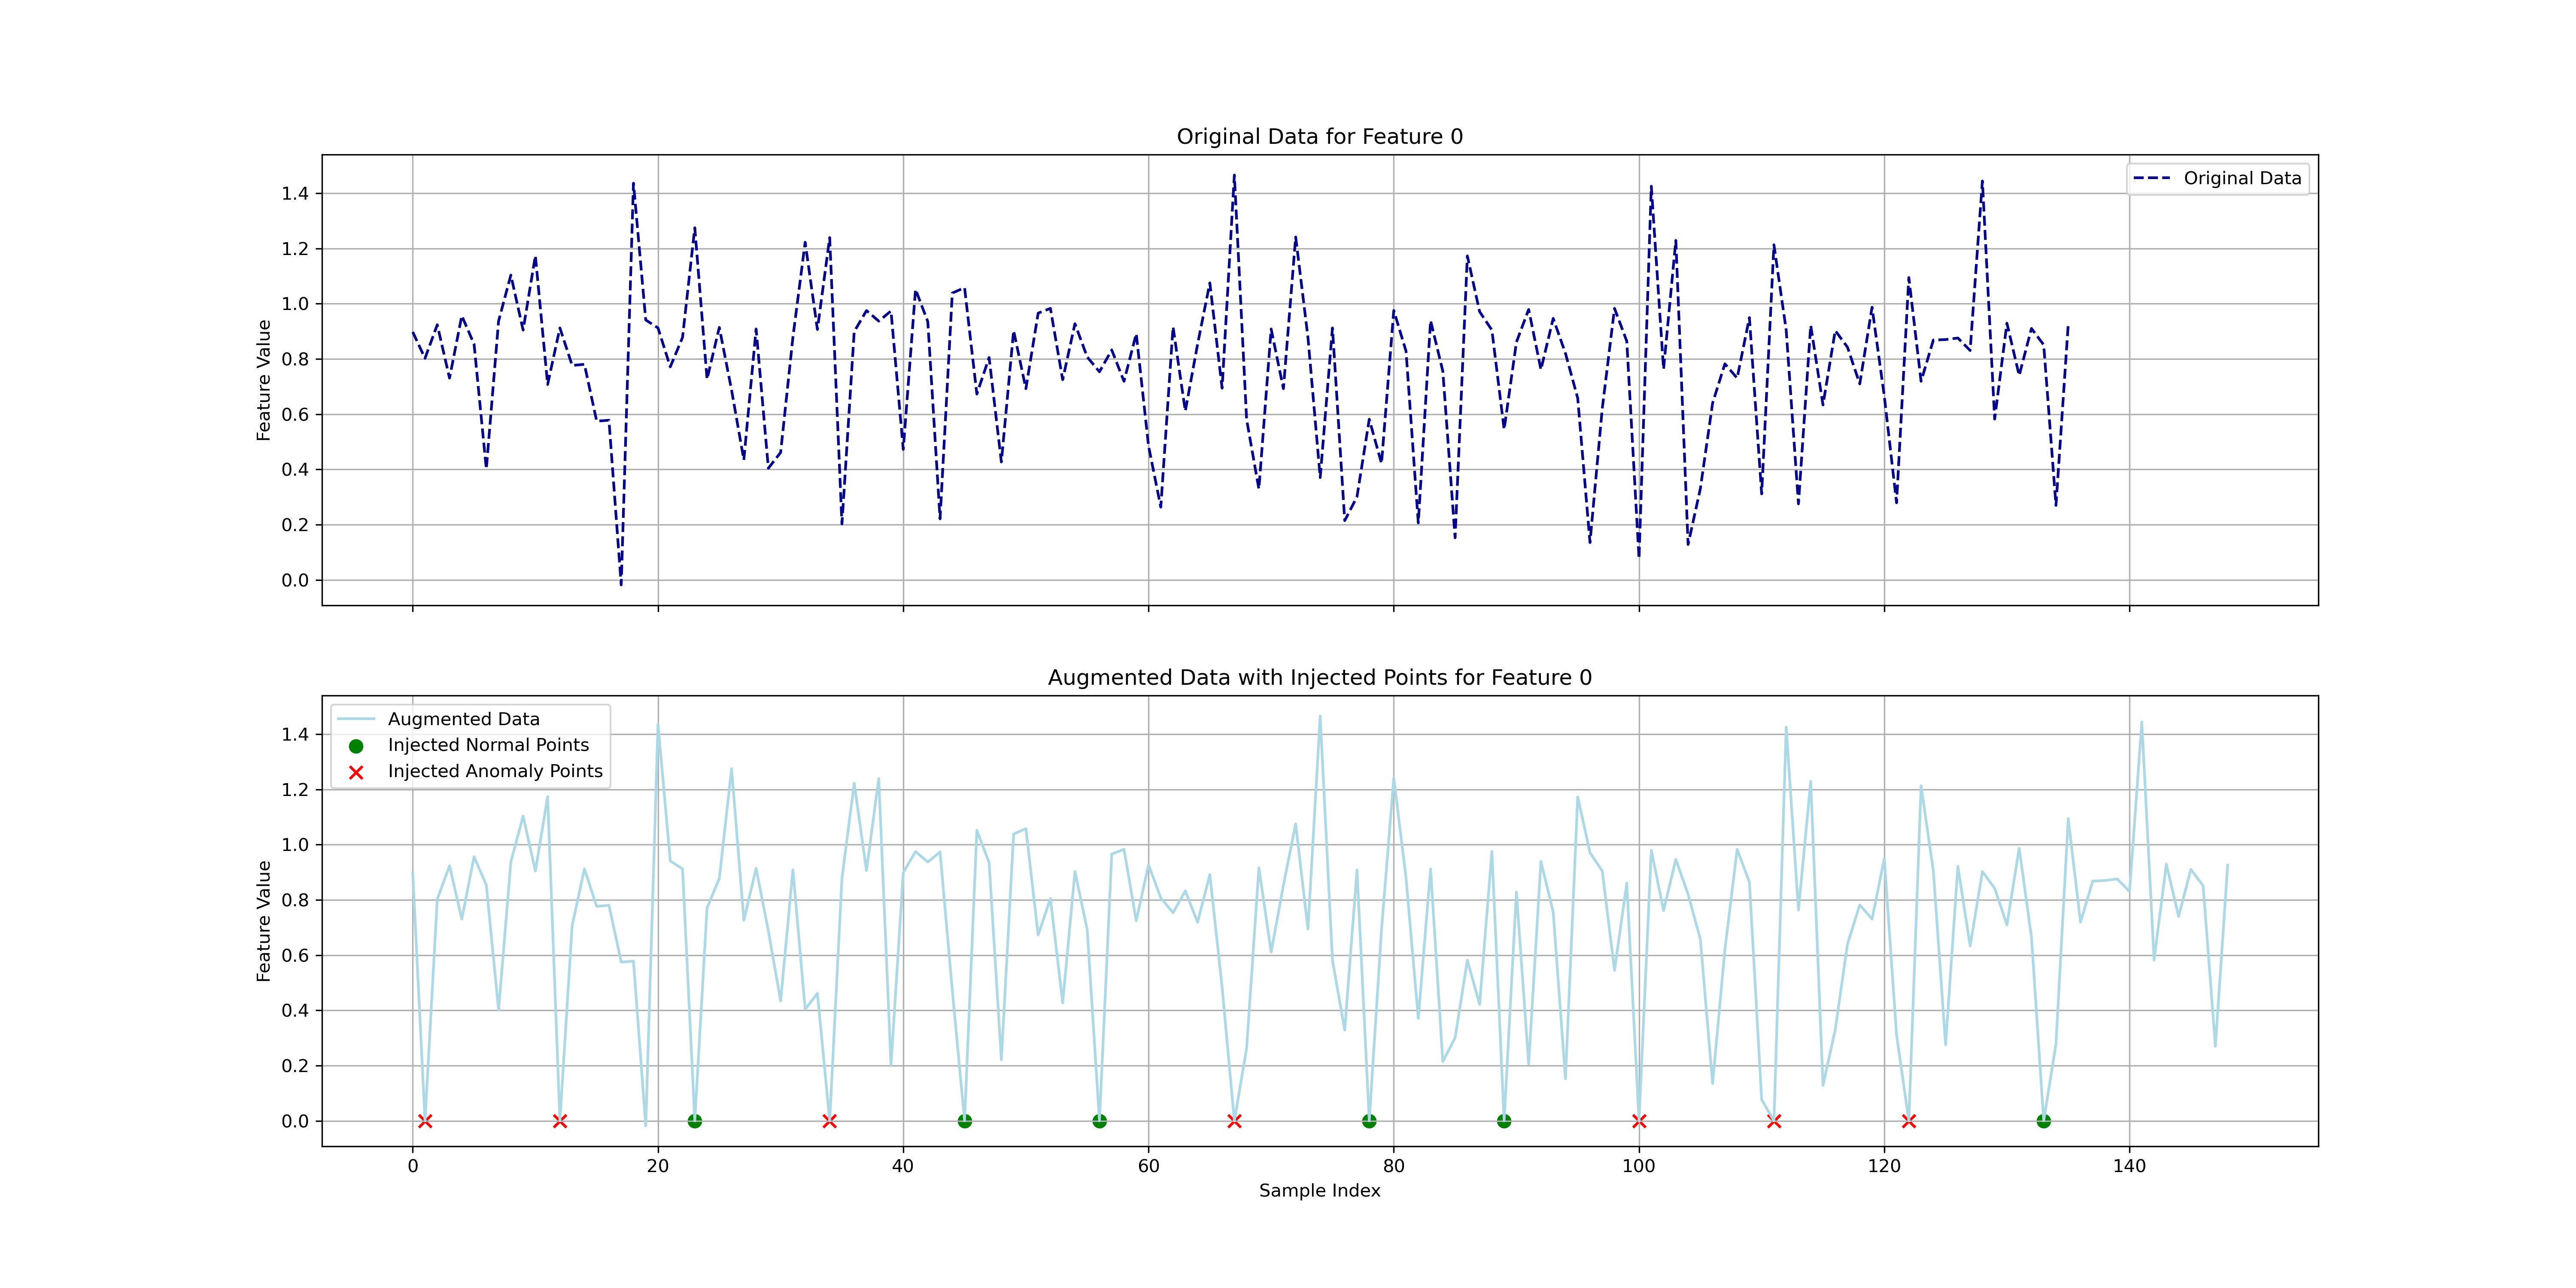 Original Data for Feature 0
Original Data
1.4
1.2
1.0
0.8
0.6
0.4
0.2
0.0
Feature Value
Augmented Data with Injected Points for Feature 0
Augmented Data
Injected Normal Points
Injected Anomaly Points
1.4
1.2
1.0
0.8
0.6
0.4
0.2
0.0
Feature Value
0 20 40 60 80 100 120 140
Sample Index